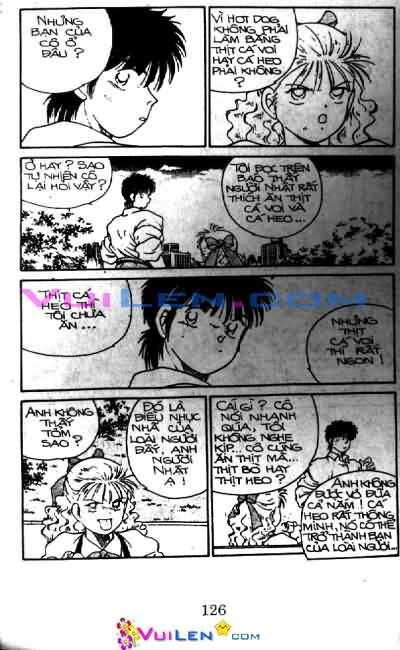 NHỮNG
BẠN CỦA
CÔ Ở
ĐÂU ?
VÌ HOT DOG
KHÔNG PHẢI
LÀM BẰNG
THỊT CÁ VOI
HAY CÁ HEO
PHẢI KHÔNG
?
Ở HAY ? SAO
TỰ NHIÊN CÔ
LẠI HỎI VẬY ?
TÔI ĐỌC TRÊN
BÁO THẤY
NGƯỜI NHẬT RẤT
THÍCH ĂN THỊT
CÁ VOI VÀ
CÁ HEO ...
THỊT CÁ
HEO THÌ
TÔI CHƯA
ĂN ...
NHƯNG
THỊT
CÁ VOI
THÌ RẤT
NGON !
ANH KHÔNG
THẤY
TỞM
SAO ?
ĐÓ LÀ
ĐIỀU NHỤC
NHÃ CỦA
LOÀI NGƯỜI
ĐẤY, ANH
NGƯỜI
NHẬT
Ạ !
CÁI GÌ ? CÔ
NÓI NHANH
QUÁ, TÔI
KHÔNG NGHE
KỊP... CÔ CŨNG
ĂN THỊT MÀ...
THỊT BÒ HAY
THỊT HEO ?
ANH KHÔNG
ĐƯỢC VƠ ĐŨA
CẢ NẮM ! CÁ
HEO RẤT THÔNG
MINH, NÓ CÓ THỂ
TRỞ THÀNH BẠN
CỦA LOÀI NGƯỜI...
VUILEN.COM
126
VUILEN.COM